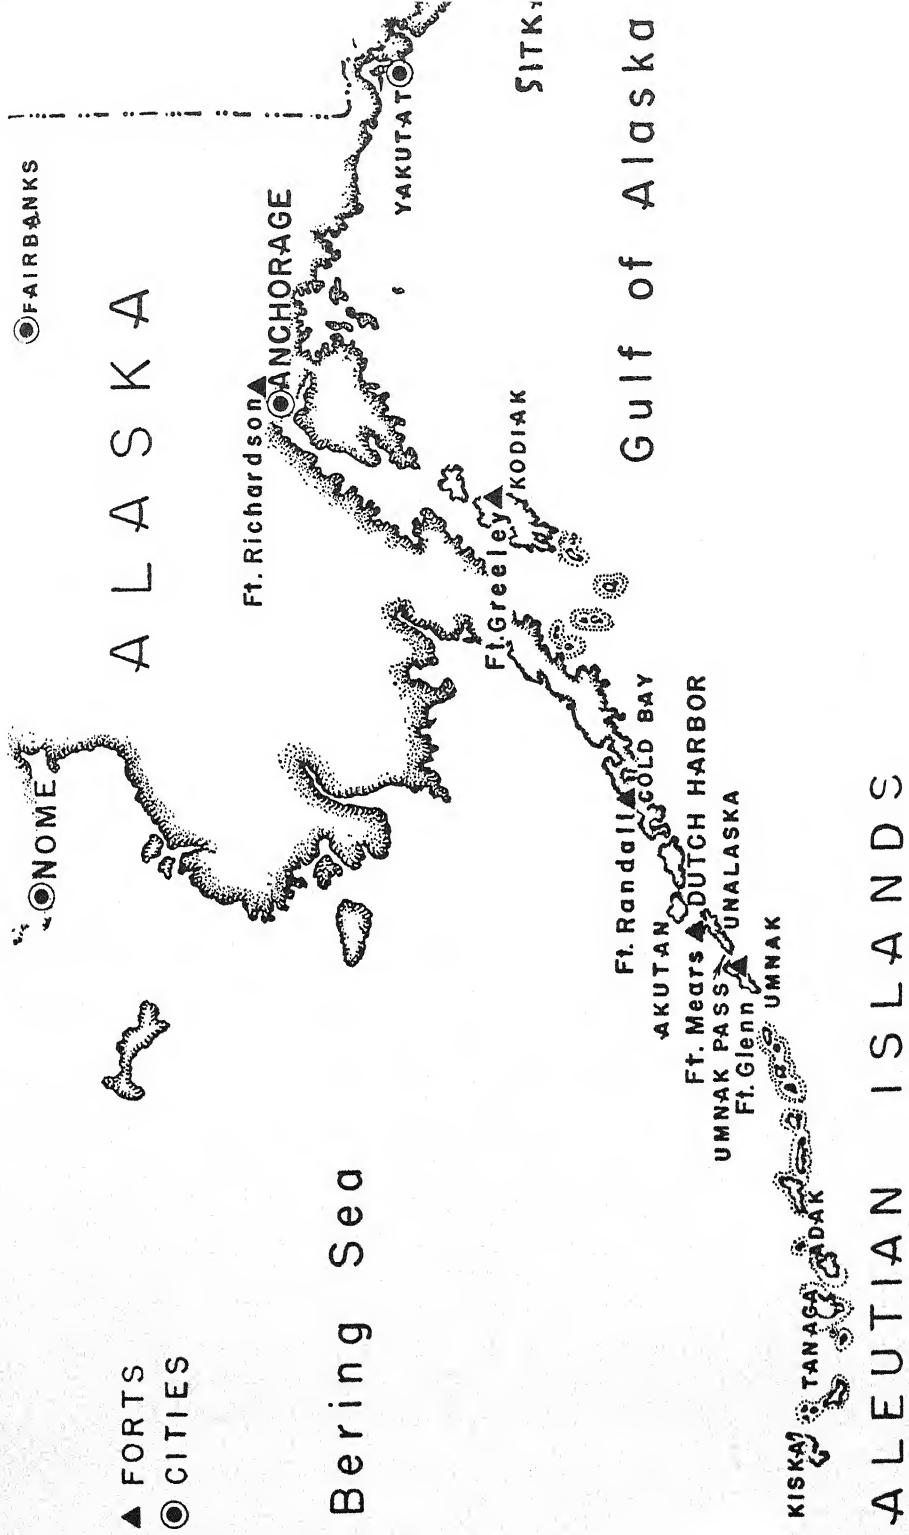 FAIRBANKS
NOME
ALASKA
Ft. Richardson
ANCHORAGE
YAKUTAT
SITKA
Gulf of Alaska
KODIAK
Ft. Greeley
COLD BAY
Ft. Randall
DUTCH HARBOR
AKUTAN
UNALASKA
Ft. Mears
UMNAK PASS
Ft. Glenn
UMNAK
ADAK
TANAGA
KISKA
ALEUTIAN ISLANDS
Bering Sea
FORTS
CITIES